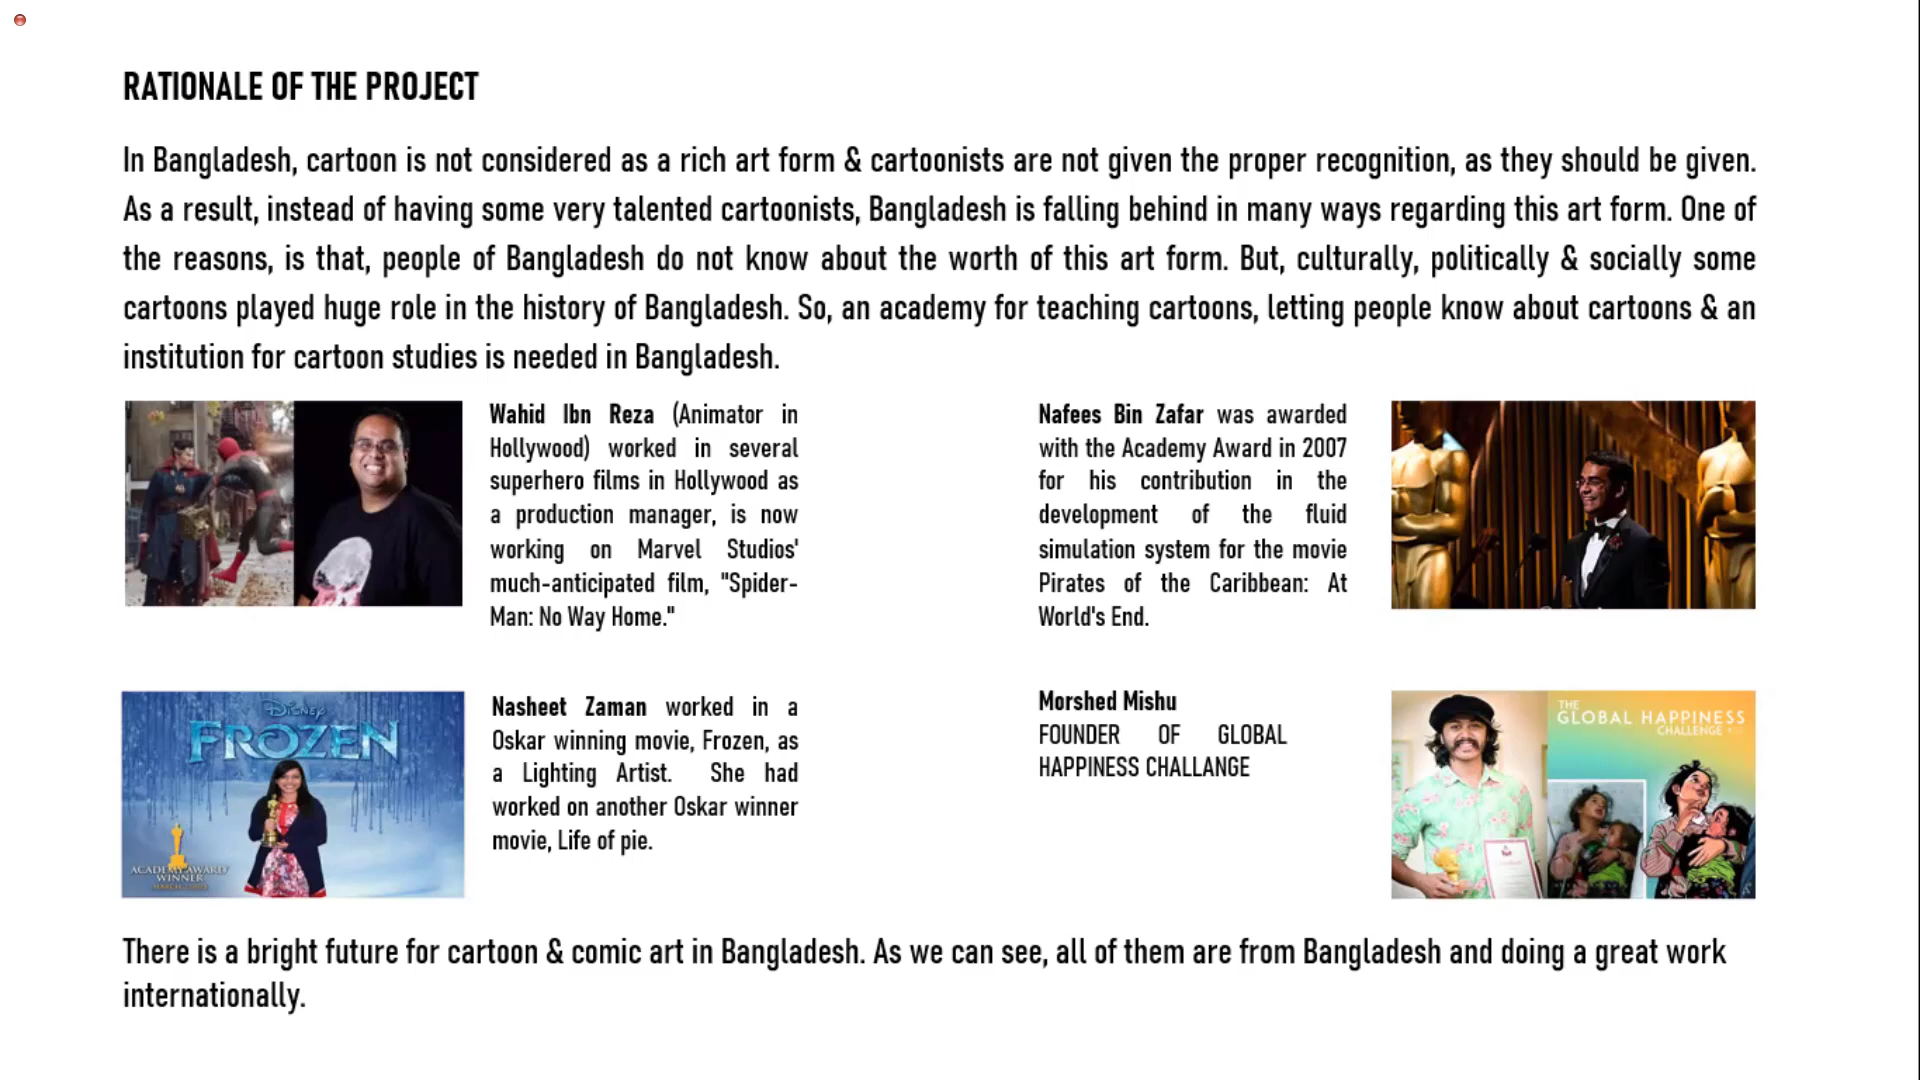 RATIONALE OF THE PROJECT
In Bangladesh, cartoon is not considered as a rich art form & cartoonists are not given the proper recognition, as they should be given.
As a result, instead of having some very talented cartoonists, Bangladesh is falling behind in many ways regarding this art form. One of
the reasons, is that, people of Bangladesh do not know about the worth of this art form. But, culturally, politically & socially some
cartoons played huge role in the history of Bangladesh. So, an academy for teaching cartoons, letting people know about cartoons & an
institution for cartoon studies is needed in Bangladesh.
Wahid Ibn Reza (Animator in
Hollywood) worked in several
superhero films in Hollywood as
a production manager, is now
working on Marvel Studios'
much-anticipated film, "Spider-
Man: No Way Home."
Nafees Bin Zafar was awarded
with the Academy Award in 2007
for his contribution in the
development of the fluid
simulation system for the movie
Pirates of the Caribbean: At
World's End.
DISNEY
FROZEN
ACADEMY AWARD
WINNER
Nasheet Zaman worked in a
Oskar winning movie, Frozen, as
a Lighting Artist. She had
worked on another Oskar winner
movie, Life of pie.
Morshed Mishu
FOUNDER OF GLOBAL
HAPPINESS CHALLANGE
THE
GLOBAL HAPPINESS
CHALLENGE
There is a bright future for cartoon & comic art in Bangladesh. As we can see, all of them are from Bangladesh and doing a great work
internationally.